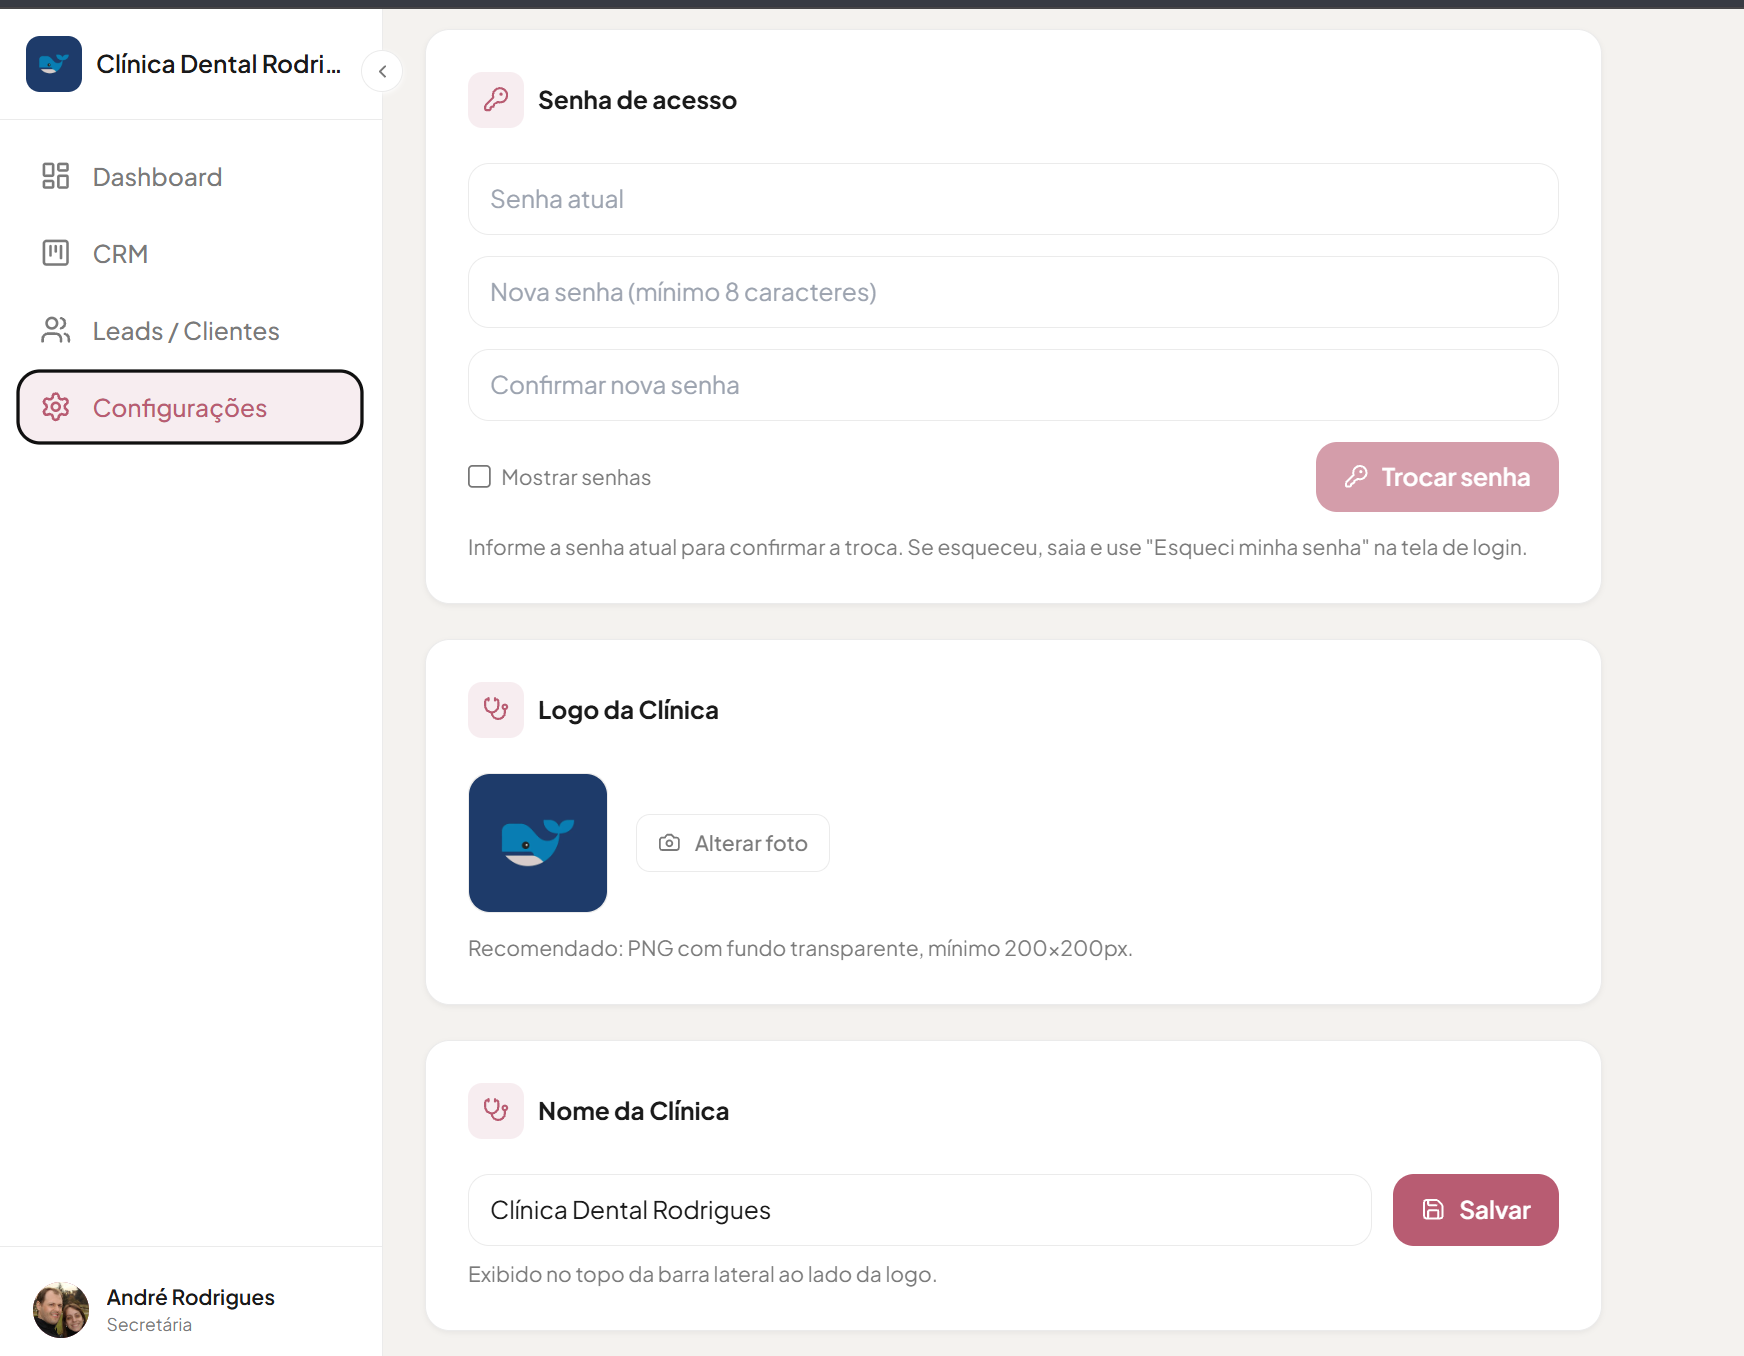 Clínica Dental Rodri...
Dashboard
CRM
Leads / Clientes
Configurações
André Rodrigues
Secretária
Senha de acesso
Senha atual
Nova senha (mínimo 8 caracteres)
Confirmar nova senha
Mostrar senhas
Trocar senha
Informe a senha atual para confirmar a troca. Se esqueceu, saia e use "Esqueci minha senha" na tela de login.
Logo da Clínica
Alterar foto
Recomendado: PNG com fundo transparente, mínimo 200×200px.
Nome da Clínica
Clínica Dental Rodrigues
Salvar
Exibido no topo da barra lateral ao lado da logo.